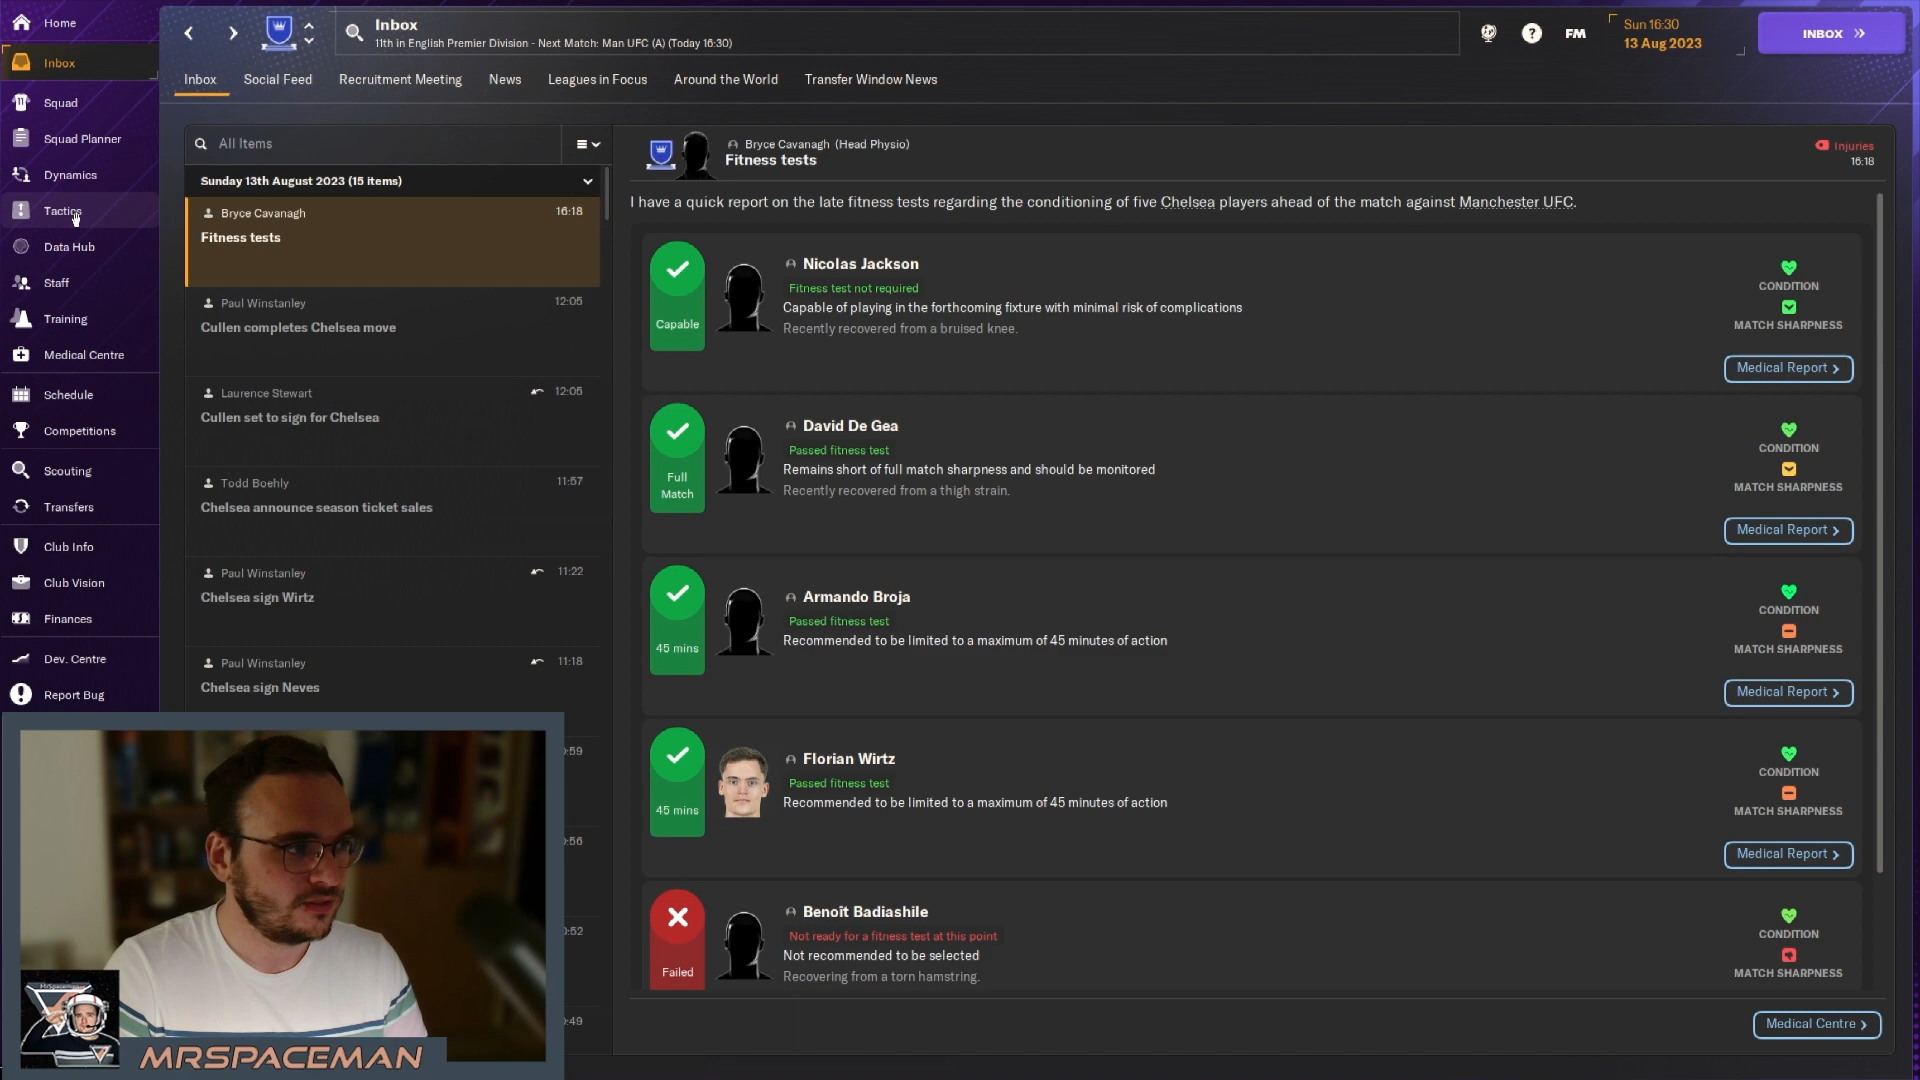 Home
Inbox
Squad
Squad Planner
Dynamics
Tactics
Data Hub
Staff
Training
Medical Centre
Schedule
Competitions
Scouting
Transfers
Club Info
Club Vision
Finances
Dev. Centre
Report Bug
Inbox
11th in English Premier Division - Next Match: Man UFC (A) (Today 16:30)
FM
Sun 16:30
13 Aug 2023
INBOX
Inbox Social Feed Recruitment Meeting News Leagues in Focus Around the World Transfer Window News
All Items
Sunday 13th August 2023 (15 items)
Bryce Cavanagh 16:18
Fitness tests
Paul Winstanley 12:05
Cullen completes Chelsea move
Laurence Stewart 12:05
Cullen set to sign for Chelsea
Todd Boehly 11:57
Chelsea announce season ticket sales
Paul Winstanley 11:22
Chelsea sign Wirtz
Paul Winstanley 11:18
Chelsea sign Neves
:59
:56
:52
:49
Bryce Cavanagh (Head Physio)
Fitness tests
Injuries
16:18
I have a quick report on the late fitness tests regarding the conditioning of five Chelsea players ahead of the match against Manchester UFC.
Capable
Nicolas Jackson
Fitness test not required
Capable of playing in the forthcoming fixture with minimal risk of complications
Recently recovered from a bruised knee.
CONDITION
MATCH SHARPNESS
Medical Report
Full
Match
David De Gea
Passed fitness test
Remains short of full match sharpness and should be monitored
Recently recovered from a thigh strain.
CONDITION
MATCH SHARPNESS
Medical Report
45 mins
Armando Broja
Passed fitness test
Recommended to be limited to a maximum of 45 minutes of action
CONDITION
MATCH SHARPNESS
Medical Report
45 mins
Florian Wirtz
Passed fitness test
Recommended to be limited to a maximum of 45 minutes of action
CONDITION
MATCH SHARPNESS
Medical Report
Failed
Benoît Badiashile
Not ready for a fitness test at this point
Not recommended to be selected
Recovering from a torn hamstring.
CONDITION
MATCH SHARPNESS
Medical Centre
MrSpaceman
MRSPACEMAN